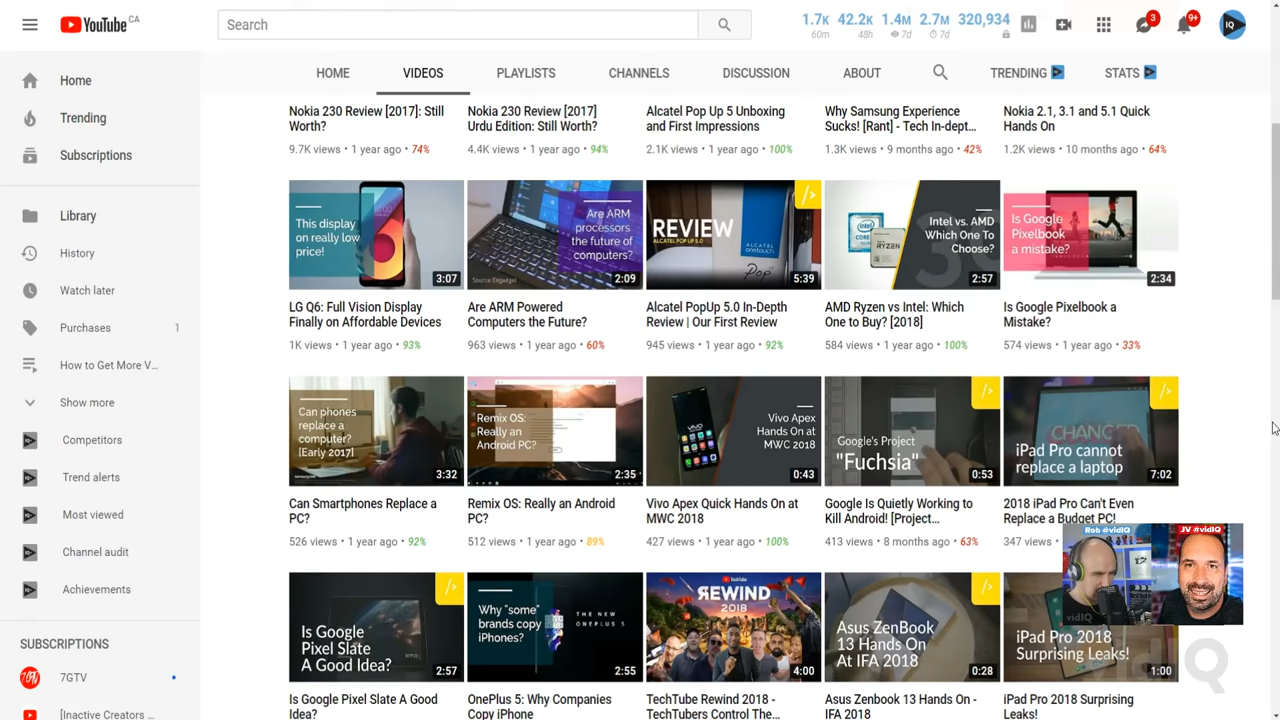 YouTube CA
Search
1.7K 42.2K 1.4M 2.7M 320,934
60m 48h 7d 7d
3
9+
IQ
Home
Trending
Subscriptions
Library
History
Watch later
Purchases 1
How to Get More V...
Show more
Competitors
Trend alerts
Most viewed
Channel audit
Achievements
SUBSCRIPTIONS
7GTV
[Inactive Creators ...
HOME VIDEOS PLAYLISTS CHANNELS DISCUSSION ABOUT TRENDING STATS
Nokia 230 Review [2017]: Still
Worth?
9.7K views • 1 year ago • 74%
Nokia 230 Review [2017]
Urdu Edition: Still Worth?
4.4K views • 1 year ago • 94%
Alcatel Pop Up 5 Unboxing
and First Impressions
2.1K views • 1 year ago • 100%
Why Samsung Experience
Sucks! [Rant] - Tech In-dept...
1.3K views • 9 months ago • 42%
Nokia 2.1, 3.1 and 5.1 Quick
Hands On
1.2K views • 10 months ago • 64%
This display
on really low
price!
3:07
LG Q6: Full Vision Display
Finally on Affordable Devices
1K views • 1 year ago • 93%
Are ARM
processors
the future of
computers?
Source: Engadget
2:09
Are ARM Powered
Computers the Future?
963 views • 1 year ago • 60%
REVIEW
ALCATEL POP UP 5.0
alcatel
onetouch
Pop
</>
5:39
Alcatel PopUp 5.0 In-Depth
Review | Our First Review
945 views • 1 year ago • 92%
intel
RYZEN
Intel vs. AMD
Which One To
Choose?
2:57
AMD Ryzen vs Intel: Which
One to Buy? [2018]
584 views • 1 year ago • 100%
Is Google
Pixelbook
a mistake?
2:34
Is Google Pixelbook a
Mistake?
574 views • 1 year ago • 33%
Can phones
replace a
computer?
[Early 2017]
3:32
Can Smartphones Replace a
PC?
526 views • 1 year ago • 92%
Remix OS:
Really an
Android PC?
2:35
Remix OS: Really an Android
PC?
512 views • 1 year ago • 89%
Vivo Apex
Hands On at
MWC 2018
0:43
Vivo Apex Quick Hands On at
MWC 2018
427 views • 1 year ago • 100%
</>
Google's Project
"Fuchsia"
0:53
Google Is Quietly Working to
Kill Android! [Project...
413 views • 8 months ago • 63%
</>
CHANGED
iPad Pro cannot
replace a laptop
7:02
2018 iPad Pro Can't Even
Replace a Budget PC!
347 views
</>
Is Google
Pixel Slate
A Good Idea?
2:57
Is Google Pixel Slate A Good
Idea?
Why "some"
brands copy
iPhones?
THE NEW
ONEPLUS 5
2:55
OnePlus 5: Why Companies
Copy iPhone
YouTube
REWIND
2018
4:00
TechTube Rewind 2018 -
TechTubers Control The...
</>
Asus ZenBook
13 Hands On
At IFA 2018
0:28
Asus Zenbook 13 Hands On -
IFA 2018
iPad Pro 2018
Surprising Leaks!
1:00
iPad Pro 2018 Surprising
Leaks!
Rob #vidIQ
JV #vidIQ
vidIQ